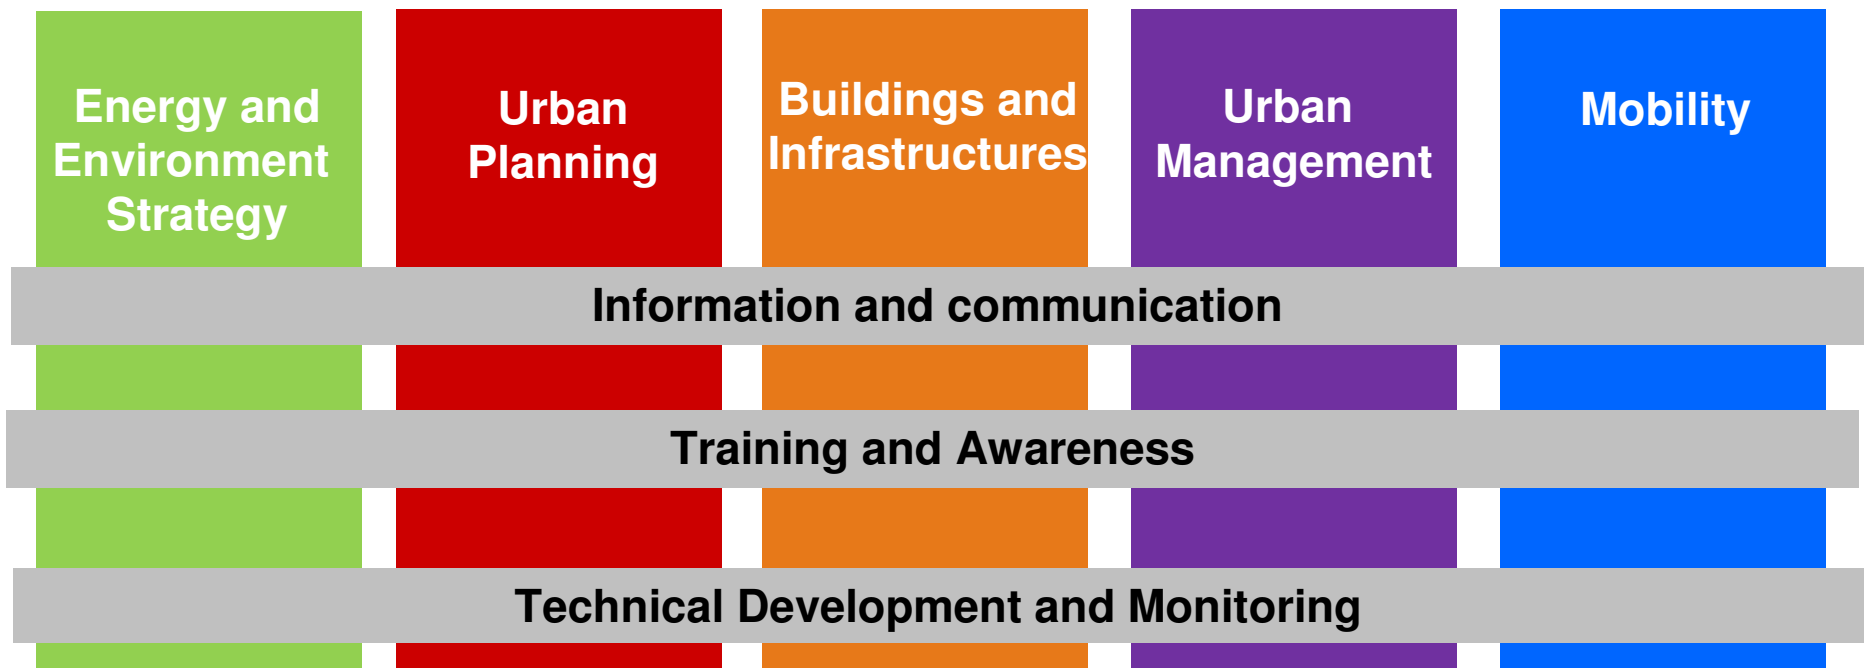 Energy and
Environment
Strategy
Urban
Planning
Buildings and
Infrastructures
Urban
Management
Mobility
Information and communication
Training and Awareness
Technical Development and Monitoring